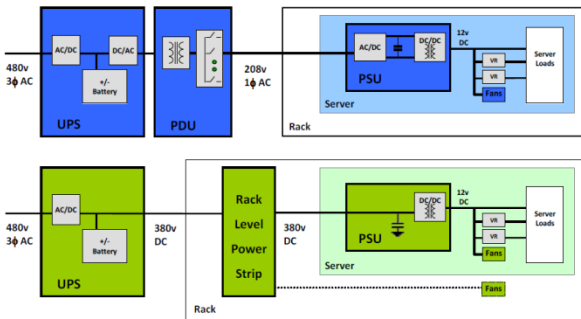 AC/DC
DC/AC
+/-
Battery
UPS
480v
3ϕ AC
PDU
208v
1ϕ AC
AC/DC
DC/DC
PSU
12v
DC
VR
VR
Fans
Server
Loads
Server
Rack
AC/DC
+/-
Battery
UPS
480v
3ϕ AC
380v
DC
Rack
Level
Power
Strip
380v
DC
DC/DC
PSU
12v
DC
VR
VR
Fans
Server
Loads
Server
Fans
Rack